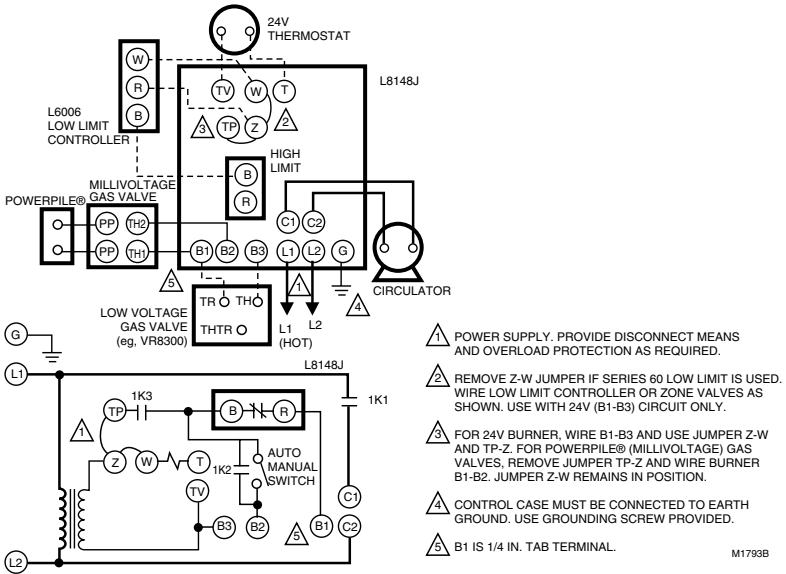 24V
THERMOSTAT
L8148J
W
R
B
L6006
LOW LIMIT
CONTROLLER
TV
W
T
3
TP
Z
2
HIGH
LIMIT
B
R
POWERPILE®
MILLIVOLTAGE
GAS VALVE
PP
TH2
PP
TH1
C1
C2
B1
B2
B3
L1
L2
G
CIRCULATOR
5
1
4
LOW VOLTAGE
GAS VALVE
(eg, VR8300)
TR
TH
THTR
L1
(HOT)
L2
G
L1
L8148J
1K3
TP
B
R
1K1
1
Z
W
T
1K2
AUTO
MANUAL
SWITCH
TV
C1
B3
B2
5
B1
C2
L2
1 POWER SUPPLY. PROVIDE DISCONNECT MEANS
AND OVERLOAD PROTECTION AS REQUIRED.
2 REMOVE Z-W JUMPER IF SERIES 60 LOW LIMIT IS USED.
WIRE LOW LIMIT CONTROLLER OR ZONE VALVES AS
SHOWN. USE WITH 24V (B1-B3) CIRCUIT ONLY.
3 FOR 24V BURNER, WIRE B1-B3 AND USE JUMPER Z-W
AND TP-Z. FOR POWERPILE® (MILLIVOLTAGE) GAS
VALVES, REMOVE JUMPER TP-Z AND WIRE BURNER
B1-B2. JUMPER Z-W REMAINS IN POSITION.
4 CONTROL CASE MUST BE CONNECTED TO EARTH
GROUND. USE GROUNDING SCREW PROVIDED.
5 B1 IS 1/4 IN. TAB TERMINAL.
M1793B